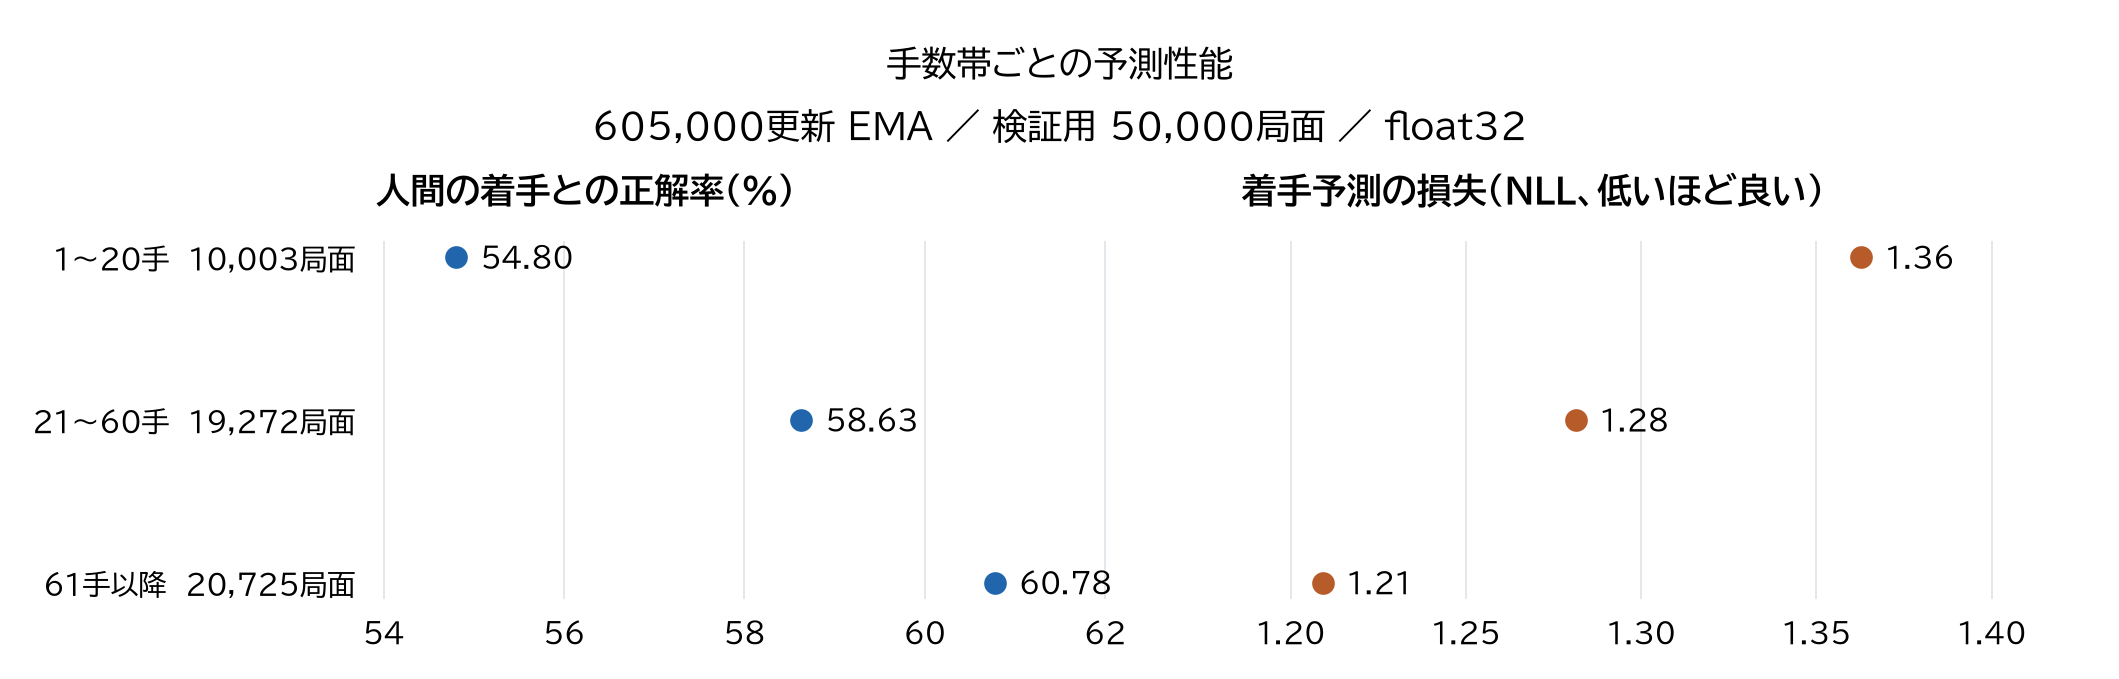 手数帯ごとの予測性能
605,000更新 EMA ／ 検証用 50,000局面 ／ float32
人間の着手との正解率(%)
着手予測の損失(NLL、低いほど良い)
1～20手 10,003局面
54.80
1.36
21～60手 19,272局面
58.63
1.28
61手以降 20,725局面
60.78
1.21
54 56 58 60 62
1.20 1.25 1.30 1.35 1.40